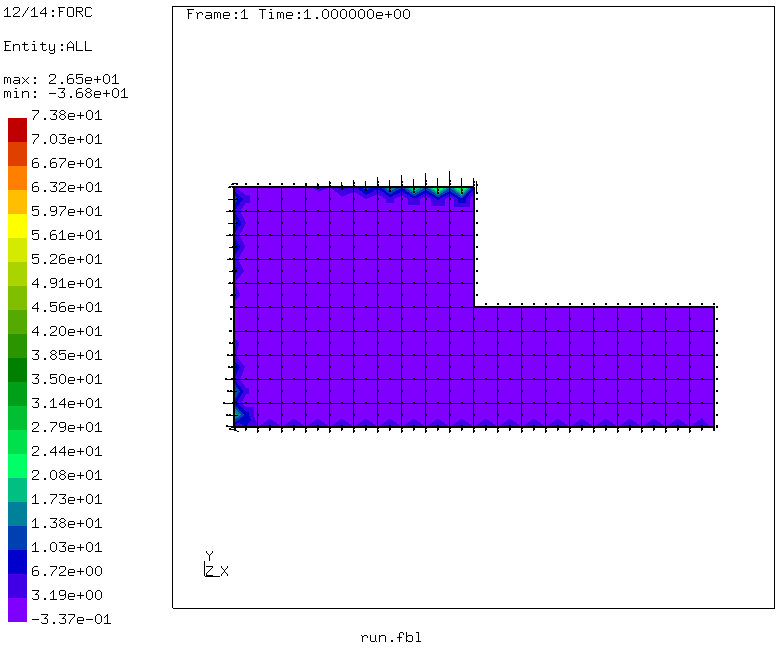 12/14:FORC
Frame:1 Time:1.000000e+00
Entity:ALL
max: 2.65e+01
min: -3.68e+01
7.38e+01
7.03e+01
6.67e+01
6.32e+01
5.97e+01
5.61e+01
5.26e+01
4.91e+01
4.56e+01
4.20e+01
3.85e+01
3.50e+01
3.14e+01
2.79e+01
2.44e+01
2.08e+01
1.73e+01
1.38e+01
1.03e+01
6.72e+00
3.19e+00
-3.37e-01
Y
Z X
run.fbl